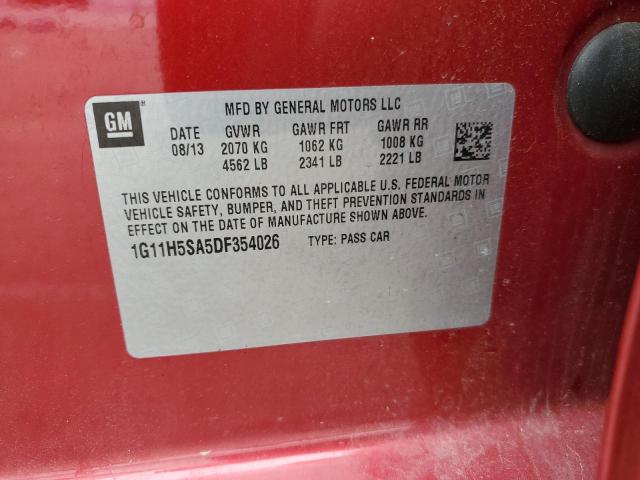 GM
MFD BY GENERAL MOTORS LLC
DATE GVWR GAWR FRT GAWR RR
08/13 2070 KG 1062 KG 1008 KG
4562 LB 2341 LB 2221 LB
THIS VEHICLE CONFORMS TO ALL APPLICABLE U.S. FEDERAL MOTOR
VEHICLE SAFETY, BUMPER, AND THEFT PREVENTION STANDARDS IN
EFFECT ON THE DATE OF MANUFACTURE SHOWN ABOVE.
1G11H5SA5DF354026 TYPE: PASS CAR